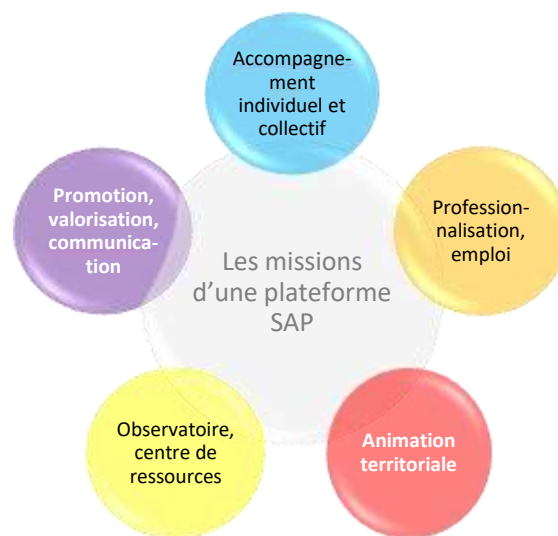 Accompagne-
ment
individuel et
collectif
Profession-
nalisation,
emploi
Animation
territoriale
Observatoire,
centre de
ressources
Promotion,
valorisation,
communica-
tion
Les missions
d'une plateforme
SAP